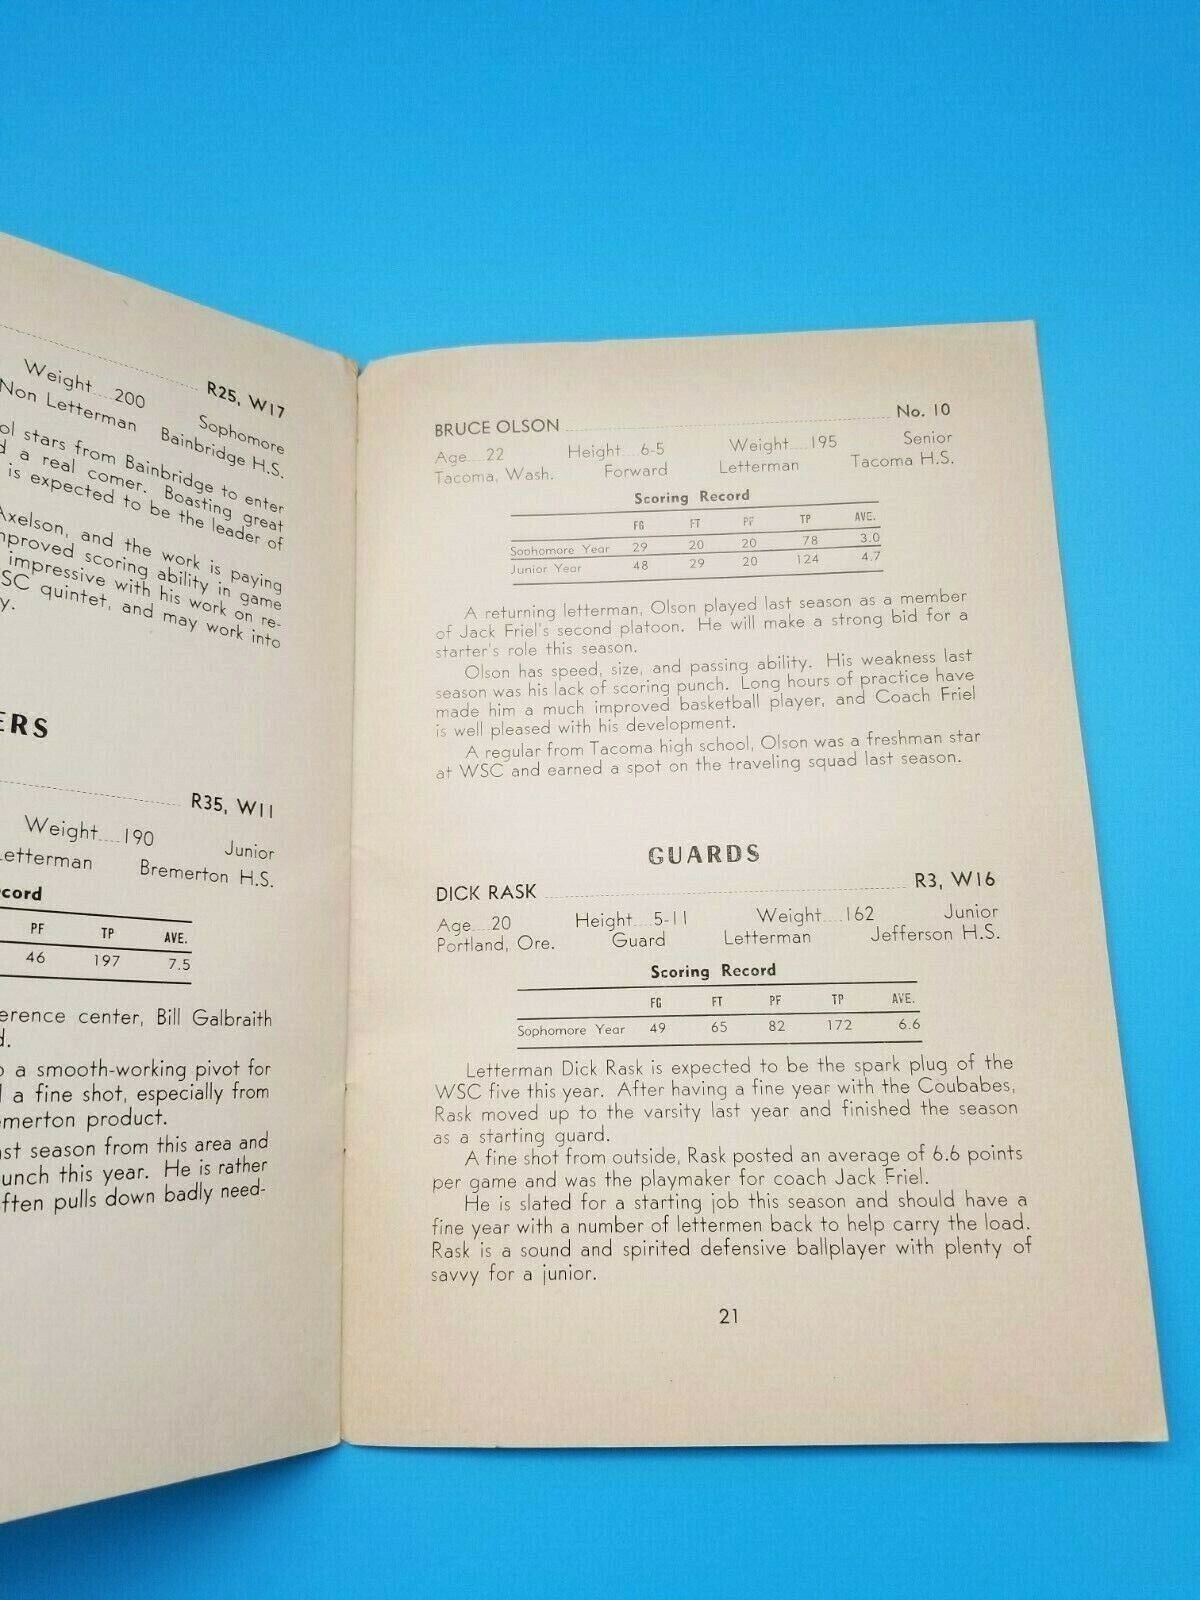 R25, W17
Weight....200 Sophomore
Non Letterman Bainbridge H.S.
ol stars from Bainbridge to enter
d a real comer. Boasting great
is expected to be the leader of
Axelson, and the work is paying
mproved scoring ability in game
impressive with his work on re-
SC quintet, and may work into
y.
ERS
R35, W11
Weight....190 Junior
Letterman Bremerton H.S.
cord
PF TP AVE.
46 197 7.5
erence center, Bill Galbraith
d.
o a smooth-working pivot for
d a fine shot, especially from
emerton product.
ast season from this area and
unch this year. He is rather
often pulls down badly need-
BRUCE OLSON No. 10
Age....22 Height....6-5 Weight....195 Senior
Tacoma, Wash. Forward Letterman Tacoma H.S.
Scoring Record
FG FT PF TP AVE.
Sophomore Year 29 20 20 78 3.0
Junior Year 48 29 20 124 4.7
A returning letterman, Olson played last season as a member
of Jack Friel's second platoon. He will make a strong bid for a
starter's role this season.
Olson has speed, size, and passing ability. His weakness last
season was his lack of scoring punch. Long hours of practice have
made him a much improved basketball player, and Coach Friel
is well pleased with his development.
A regular from Tacoma high school, Olson was a freshman star
at WSC and earned a spot on the traveling squad last season.
GUARDS
DICK RASK R3, W16
Age....20 Height....5-11 Weight....162 Junior
Portland, Ore. Guard Letterman Jefferson H.S.
Scoring Record
FG FT PF TP AVE.
Sophomore Year 49 65 82 172 6.6
Letterman Dick Rask is expected to be the spark plug of the
WSC five this year. After having a fine year with the Coubabes,
Rask moved up to the varsity last year and finished the season
as a starting guard.
A fine shot from outside, Rask posted an average of 6.6 points
per game and was the playmaker for coach Jack Friel.
He is slated for a starting job this season and should have a
fine year with a number of lettermen back to help carry the load.
Rask is a sound and spirited defensive ballplayer with plenty of
savvy for a junior.
21